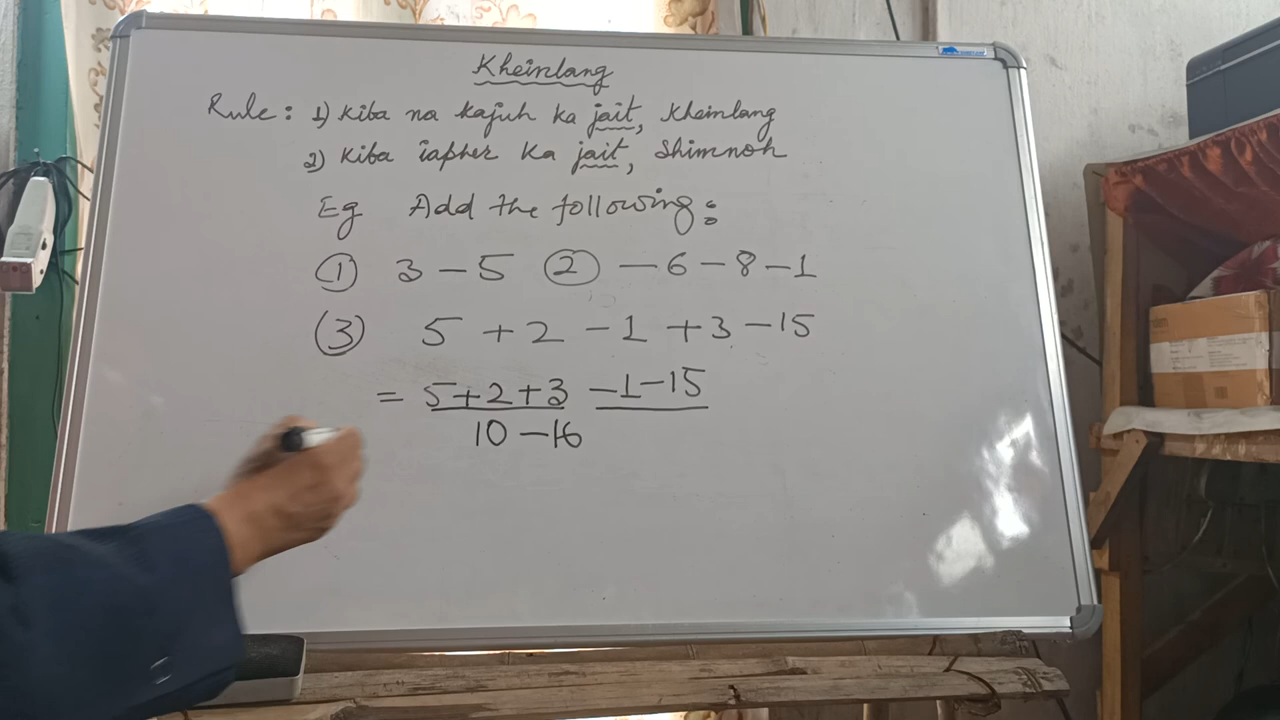 Kheinlang
Rule: 1) Kiba na kajuh ka jait, Kheinlang
2) Kiba iapher Ka jait, Shimnoh
Eg Add the following:
① 3 - 5 ② - 6 - 8 - 1
③ 5 + 2 - 1 + 3 - 15
= 5 + 2 + 3 - 1 - 15
10 - 16